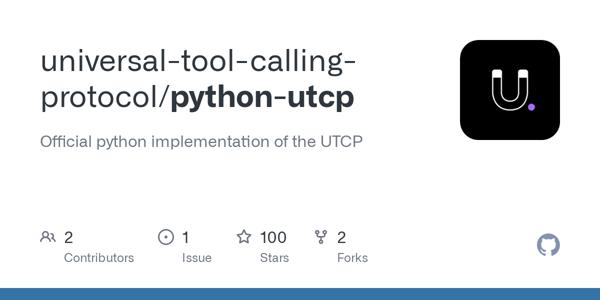 universal-tool-calling-
protocol/python-utcp
Official python implementation of the UTCP
2 1 100 2
Contributors Issue Stars Forks